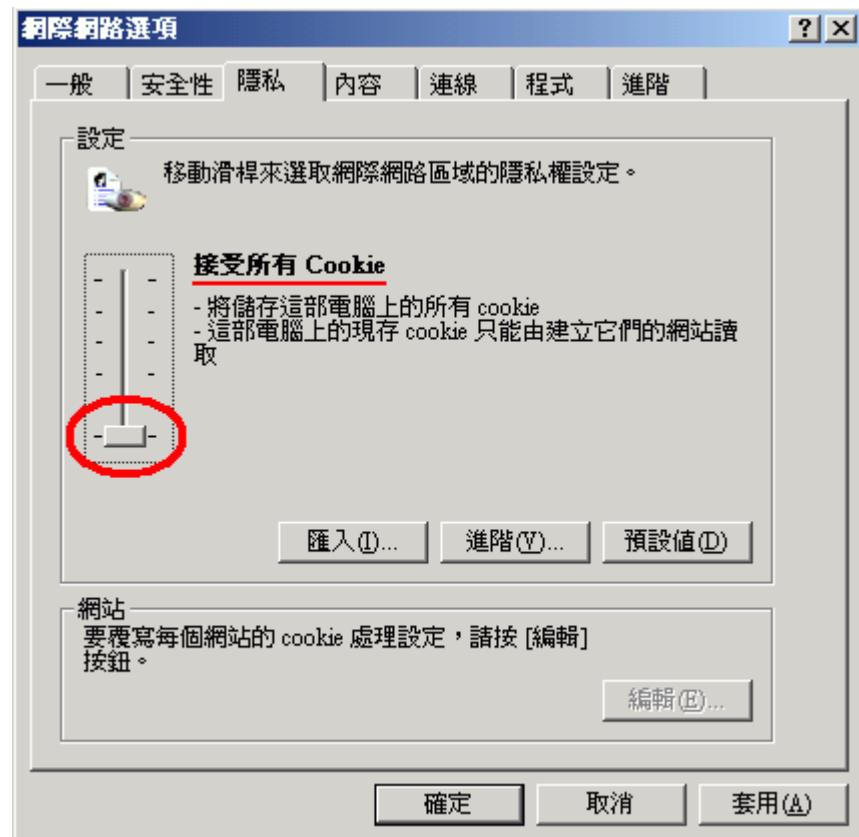 網際網路選項
一般 安全性 隱私 內容 連線 程式 進階
設定
移動滑桿來選取網際網路區域的隱私權設定。
接受所有 Cookie
- 將儲存這部電腦上的所有 cookie
- 這部電腦上的現存 cookie 只能由建立它們的網站讀
取
匯入(I)... 進階(V)... 預設值(D)
網站
要覆寫每個網站的 cookie 處理設定，請按 [編輯]
按鈕。
編輯(E)...
確定 取消 套用(A)